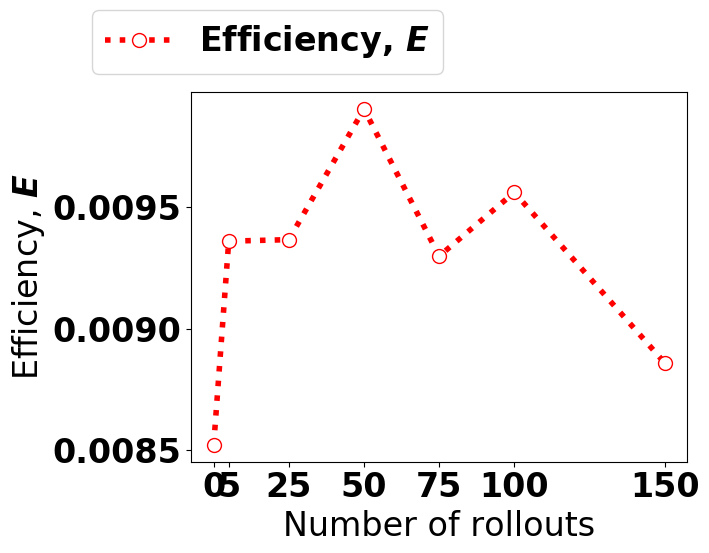 Efficiency, E
Efficiency, E
0.0095
0.0090
0.0085
0 5 25 50 75 100 150
Number of rollouts